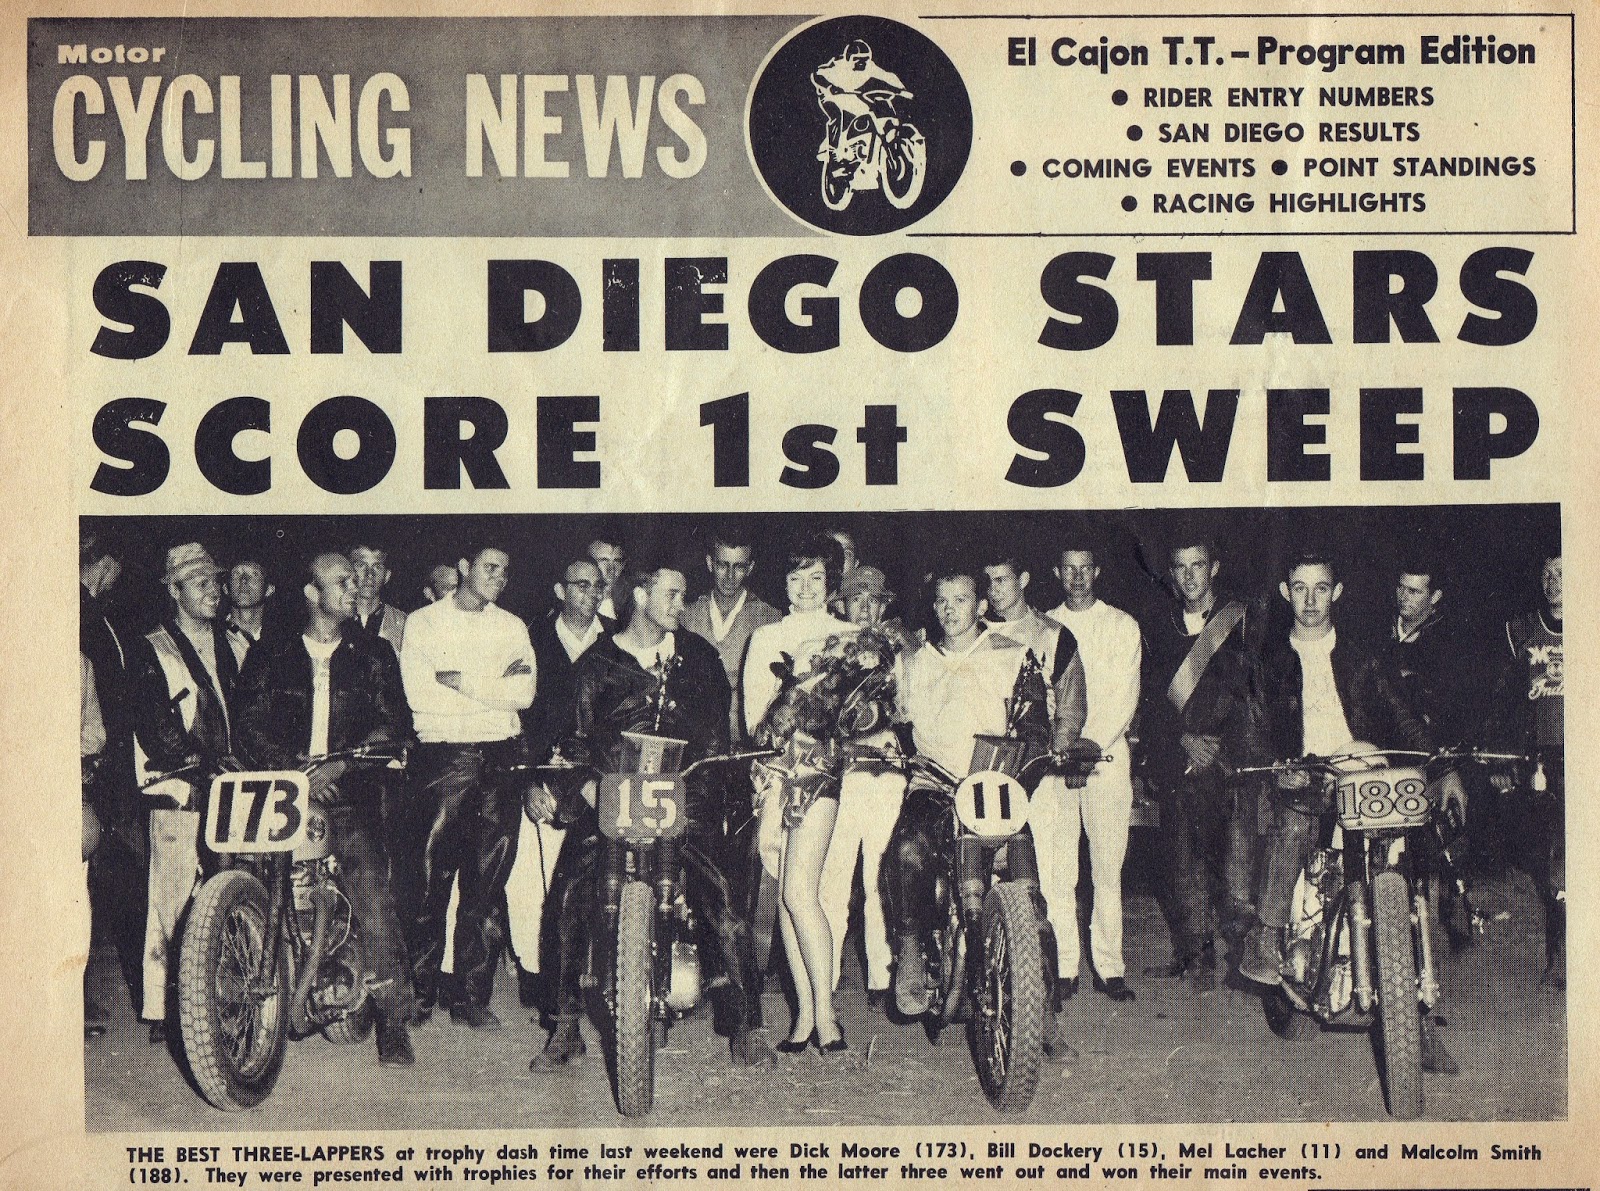 Motor
CYCLING NEWS
El Cajon T.T. – Program Edition
● RIDER ENTRY NUMBERS
● SAN DIEGO RESULTS
● COMING EVENTS ● POINT STANDINGS
● RACING HIGHLIGHTS
SAN DIEGO STARS
SCORE 1st SWEEP
173
15
11
188
THE BEST THREE-LAPPERS at trophy dash time last weekend were Dick Moore (173), Bill Dockery (15), Mel Lacher (11) and Malcolm Smith
(188). They were presented with trophies for their efforts and then the latter three went out and won their main events.